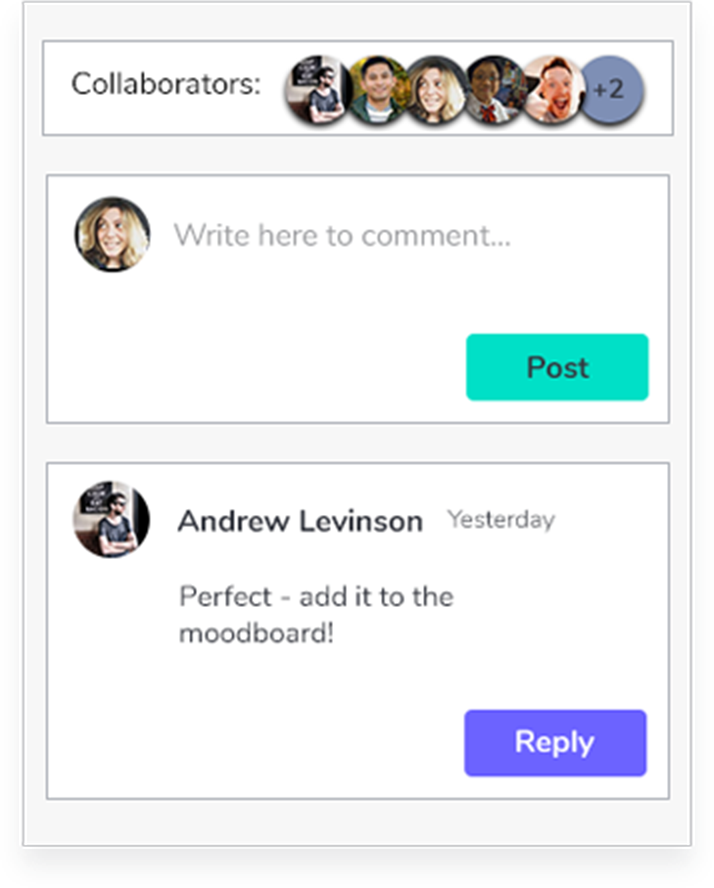 Collaborators:
+2
Write here to comment...
Post
Andrew Levinson Yesterday
Perfect - add it to the
moodboard!
Reply